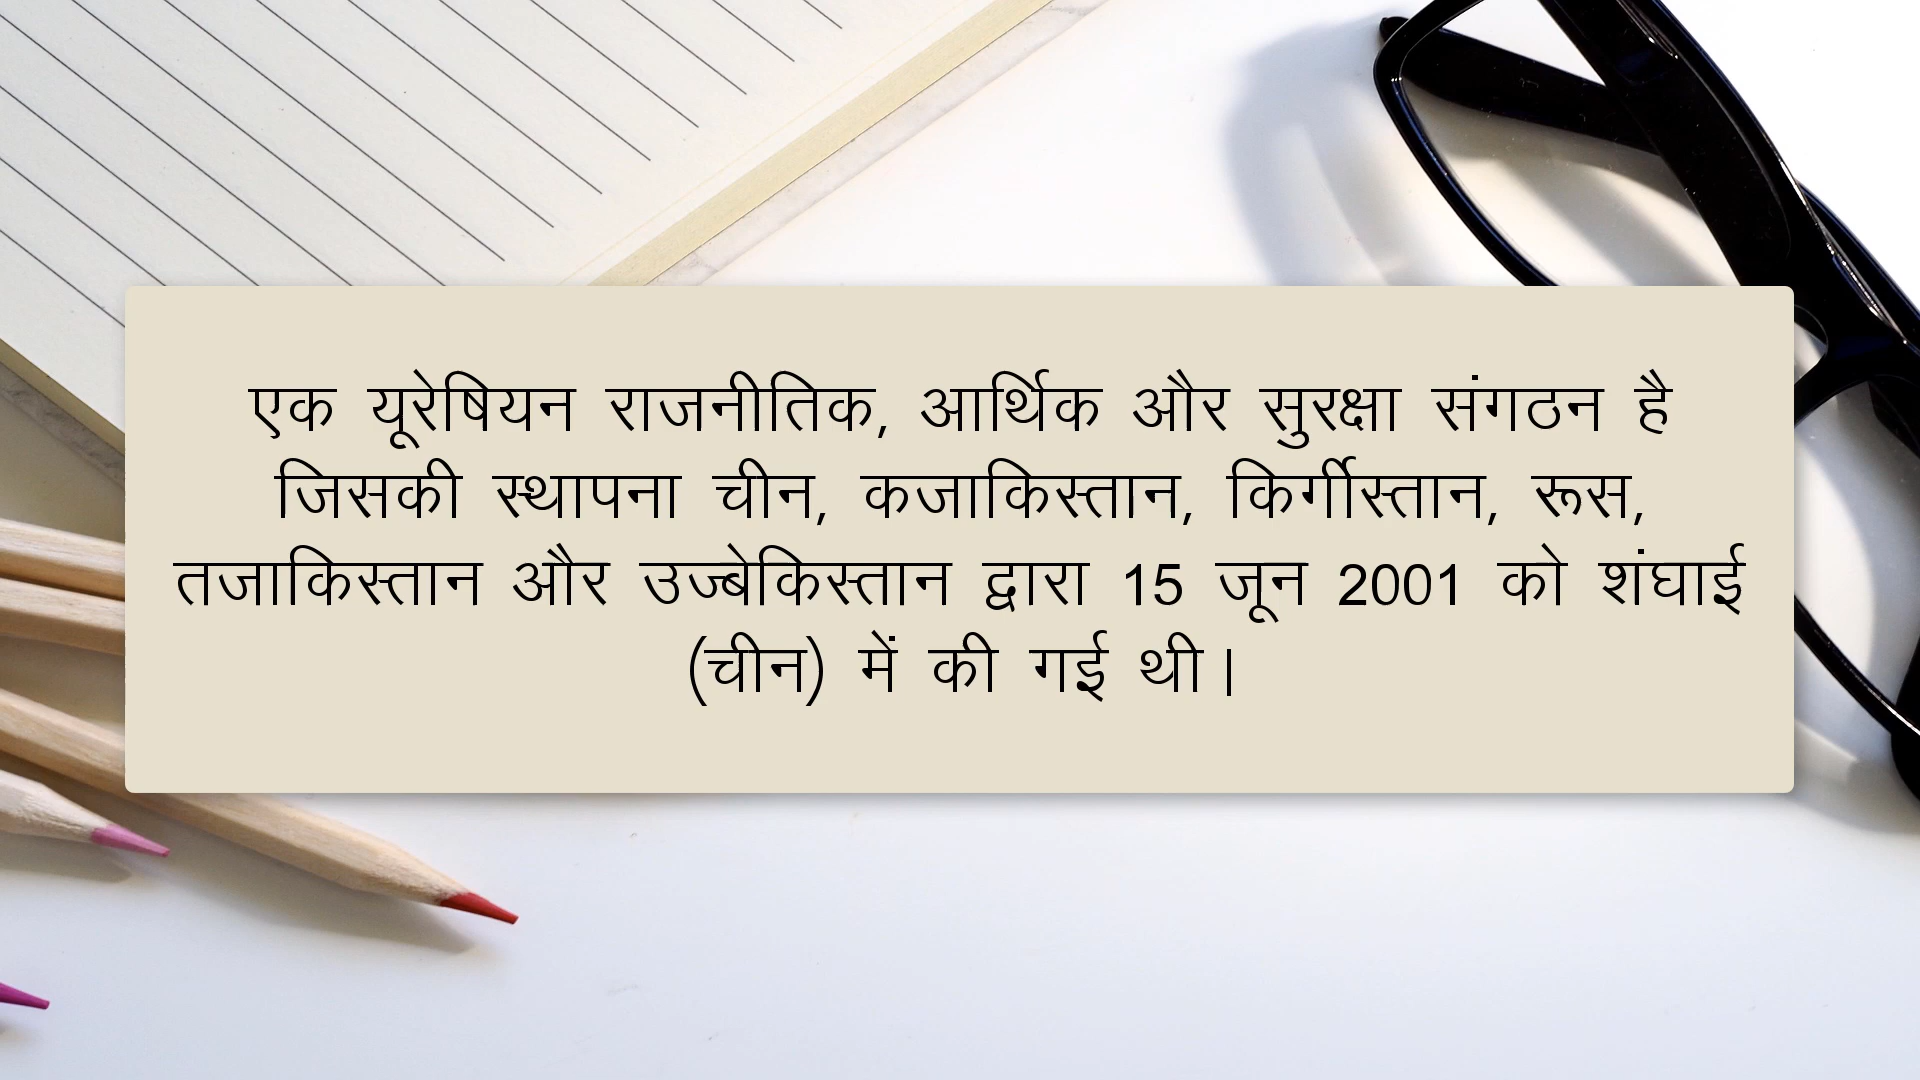 एक यूरेषियन राजनीतिक, आर्थिक और सुरक्षा संगठन है
जिसकी स्थापना चीन, कजाकिस्तान, किर्गीस्तान, रूस,
तजाकिस्तान और उज्बेकिस्तान द्वारा 15 जून 2001 को शंघाई
(चीन) में की गई थी।